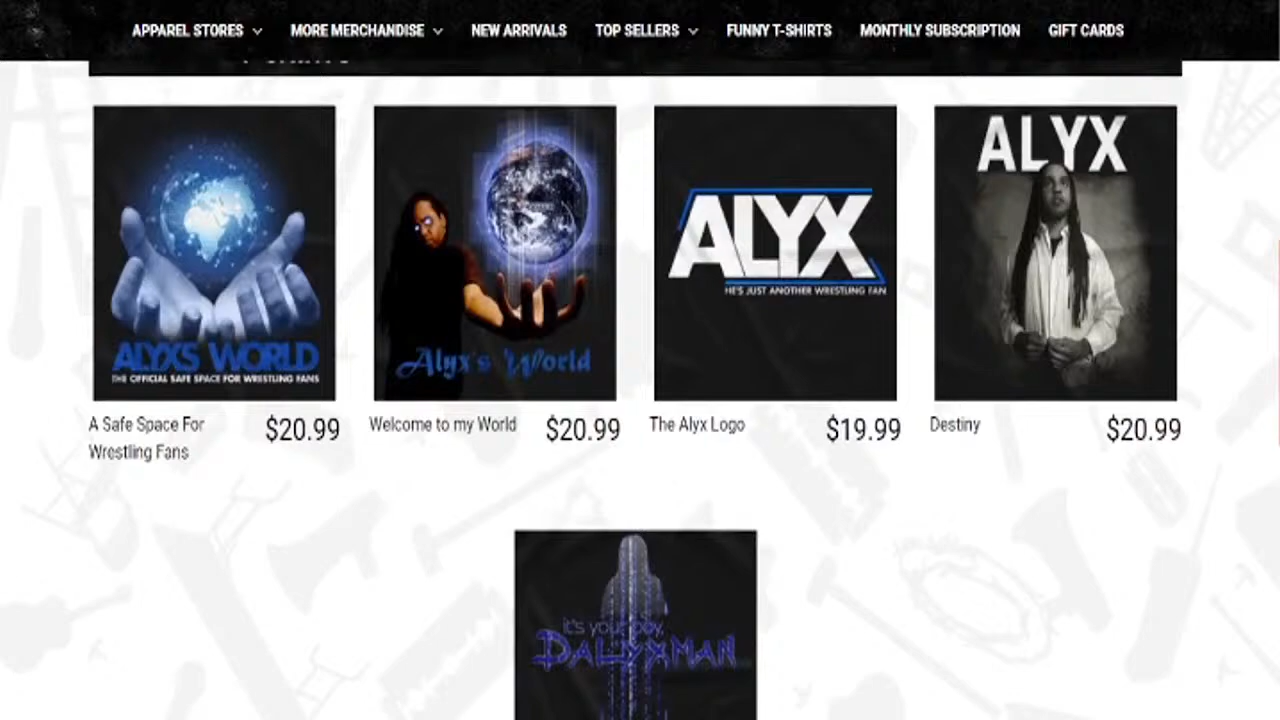 APPAREL STORES
MORE MERCHANDISE
NEW ARRIVALS
TOP SELLERS
FUNNY T-SHIRTS
MONTHLY SUBSCRIPTION
GIFT CARDS
ALYXS WORLD
THE OFFICIAL SAFE SPACE FOR WRESTLING FANS
Alyx's World
ALYX
HE'S JUST ANOTHER WRESTLING FAN
ALYX
A Safe Space For
Wrestling Fans
$20.99
Welcome to my World
$20.99
The Alyx Logo
$19.99
Destiny
$20.99
it's your boy,
DALYXMAN